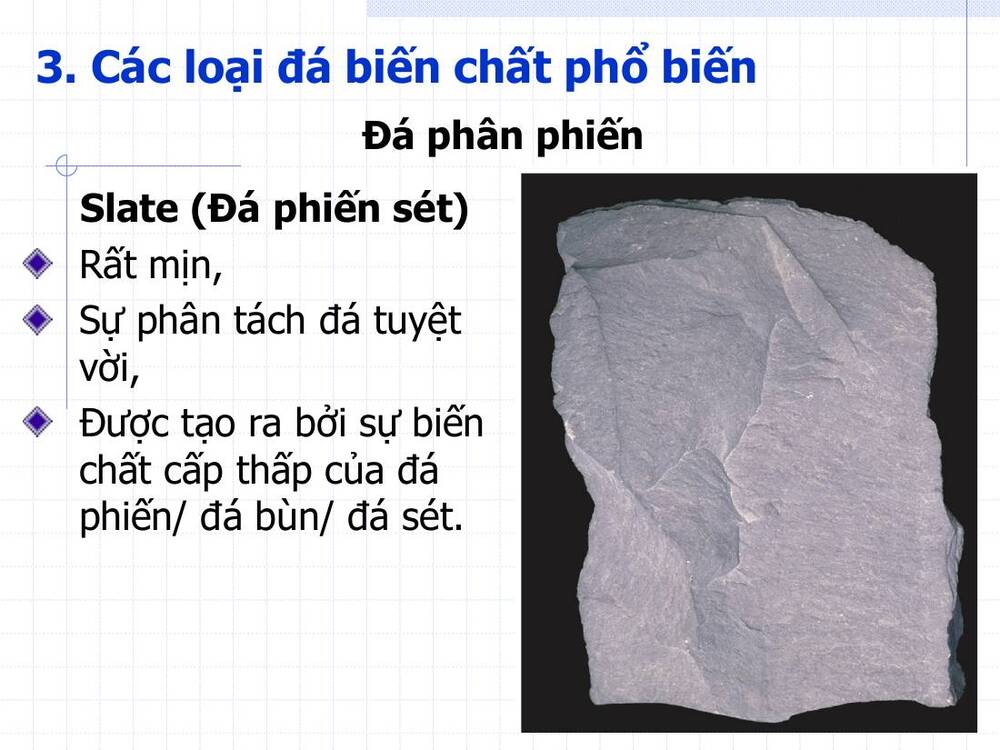 3. Các loại đá biến chất phổ biến
Đá phân phiến
Slate (Đá phiến sét)
Rất mịn,
Sự phân tách đá tuyệt
vời,
Được tạo ra bởi sự biến
chất cấp thấp của đá
phiến/ đá bùn/ đá sét.